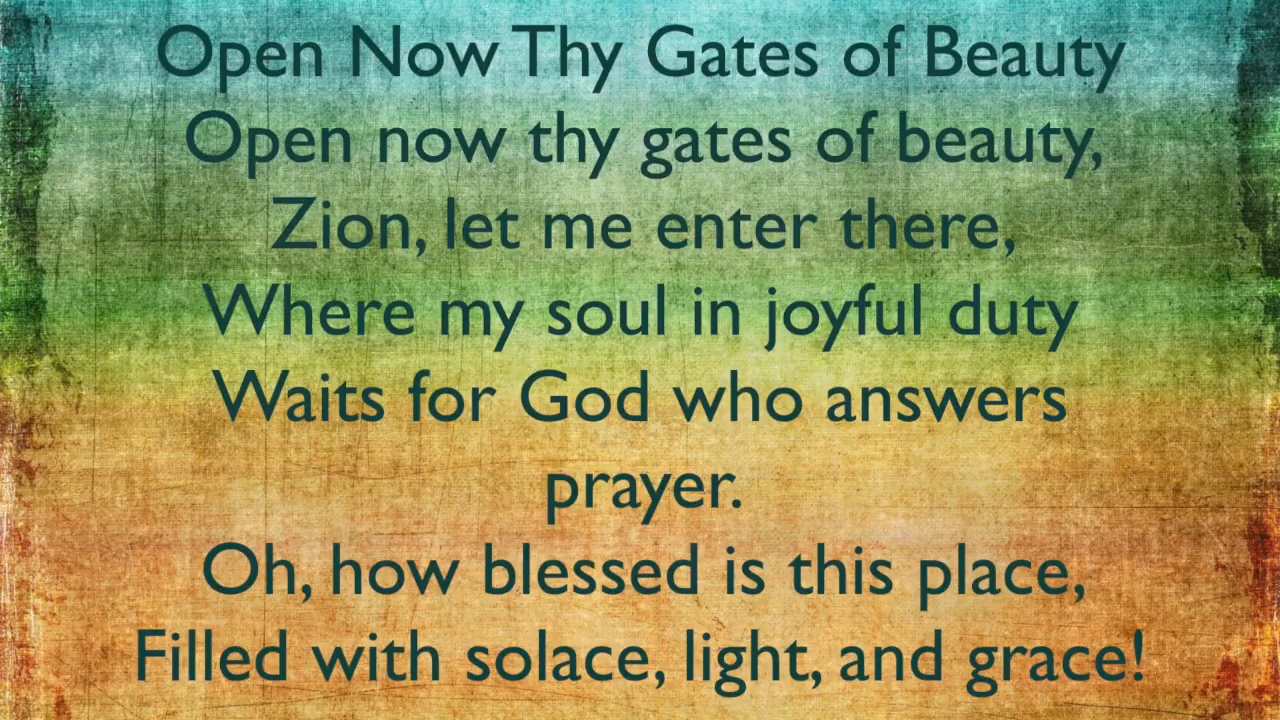 Open Now Thy Gates of Beauty
Open now thy gates of beauty,
Zion, let me enter there,
Where my soul in joyful duty
Waits for God who answers
prayer.
Oh, how blessed is this place,
Filled with solace, light, and grace!